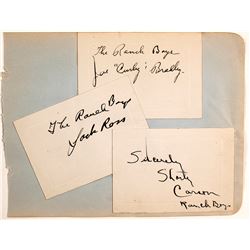 The Ranch Boys
Joe "Curly" Bradley.
The Ranch Boys
Jack Ross
Sincerely
Shorty
Carson
Ranch Boys